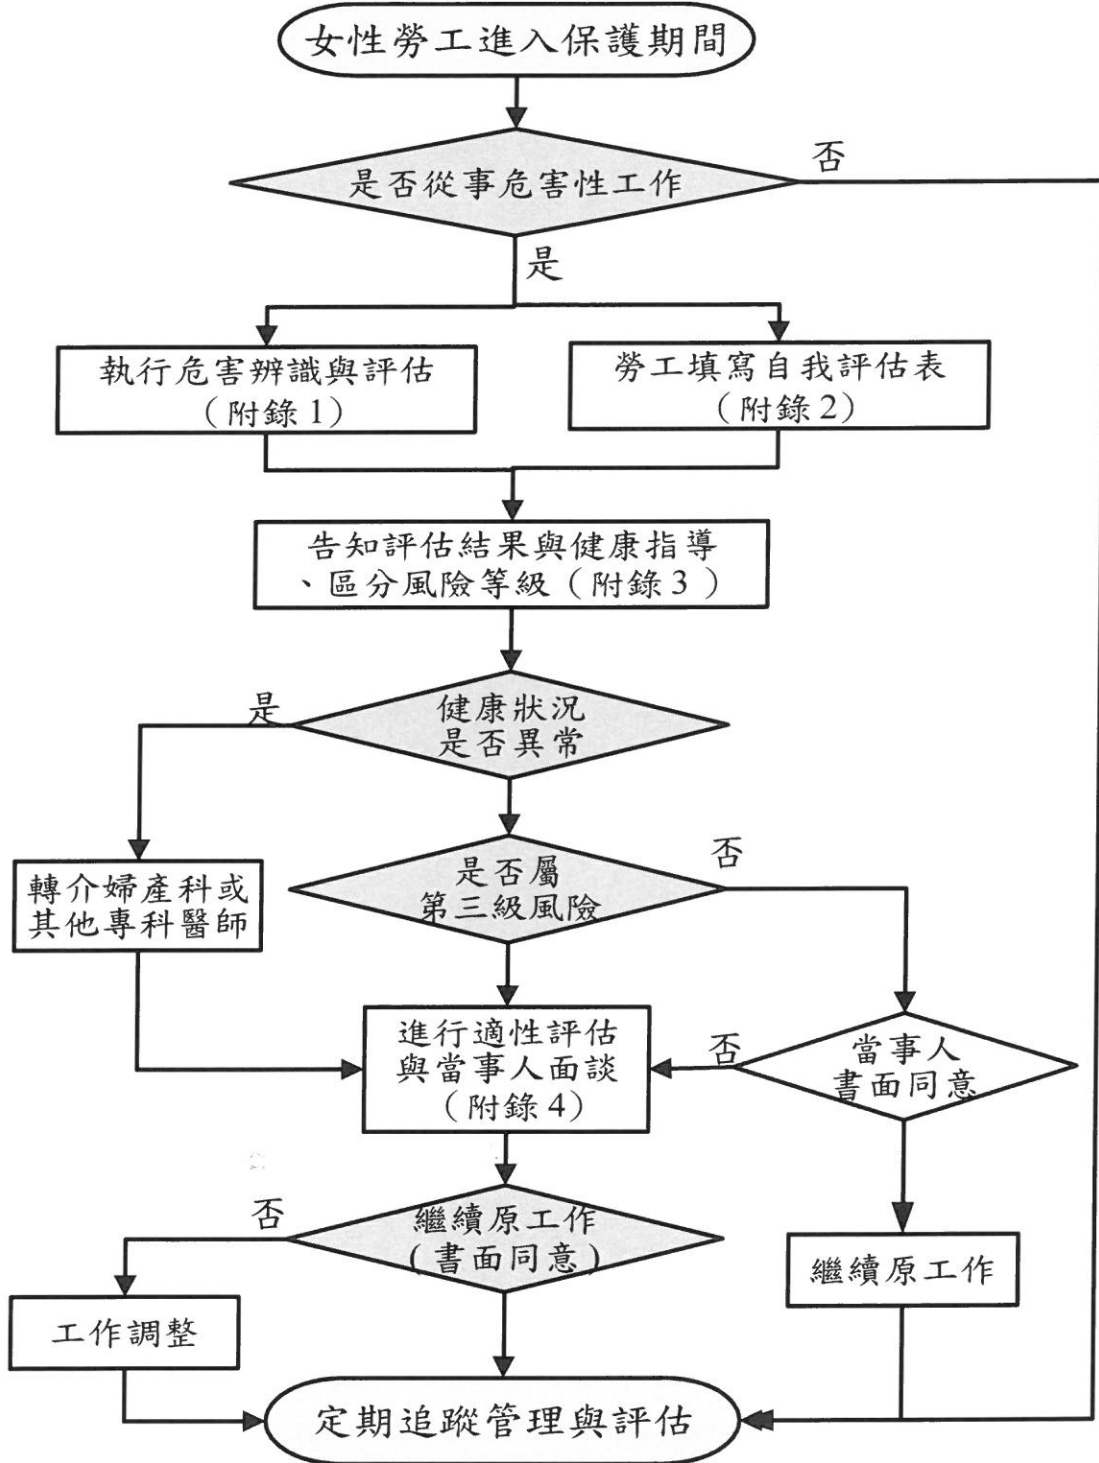 女性勞工進入保護期間
是否從事危害性工作
否
是
執行危害辨識與評估
（附錄 1）
勞工填寫自我評估表
（附錄 2）
告知評估結果與健康指導
、區分風險等級（附錄 3 ）
是
健康狀況
是否異常
轉介婦產科或
其他專科醫師
是否屬
第三級風險
否
進行適性評估
與當事人面談
（附錄 4）
否
當事人
書面同意
否
繼續原工作
(書面同意)
繼續原工作
工作調整
定期追蹤管理與評估